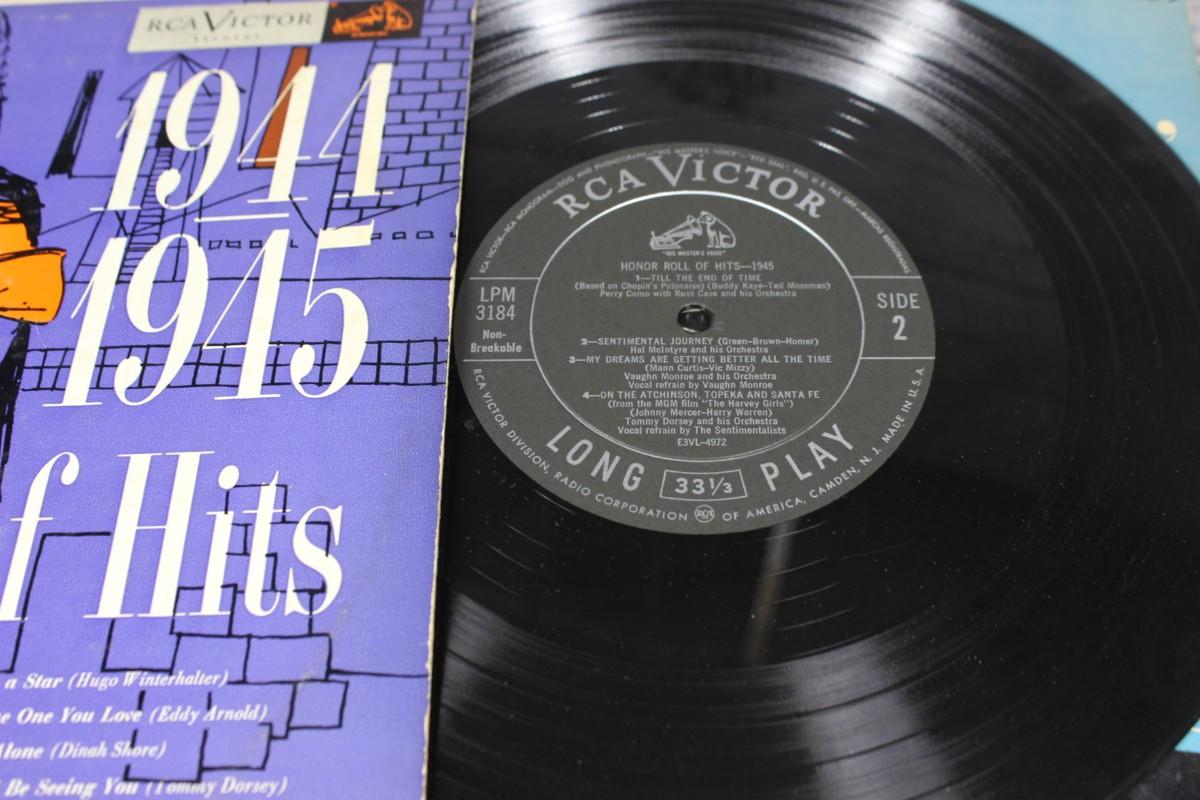 RCA VICTOR
RECORDS
1944
1945
f Hits
a Star (Hugo Winterhalter)
e One You Love (Eddy Arnold)
Alone (Dinah Shore)
Be Seeing You (Tommy Dorsey)
RCA VICTOR
"HIS MASTER'S VOICE"
HONOR ROLL OF HITS—1945
1—TILL THE END OF TIME
(Based on Chopin's Polonaise) (Buddy Kaye—Ted Mossman)
Perry Como with Russ Case and his Orchestra
LPM
3184
Non-
Breakable
SIDE
2
2—SENTIMENTAL JOURNEY (Green—Brown—Homer)
Hal McIntyre and his Orchestra
3—MY DREAMS ARE GETTING BETTER ALL THE TIME
(Mann Curtis—Vic Mizzy)
Vaughn Monroe and his Orchestra
Vocal refrain by Vaughn Monroe
4—ON THE ATCHINSON, TOPEKA AND SANTA FE
(from the MGM film "The Harvey Girls")
(Johnny Mercer—Harry Warren)
Tommy Dorsey and his Orchestra
Vocal refrain by The Sentimentalists
E3VL-4972
LONG 33 1/3 PLAY
RCA VICTOR DIVISION, RADIO CORPORATION RCA OF AMERICA, CAMDEN, N. J. MADE IN U.S.A.